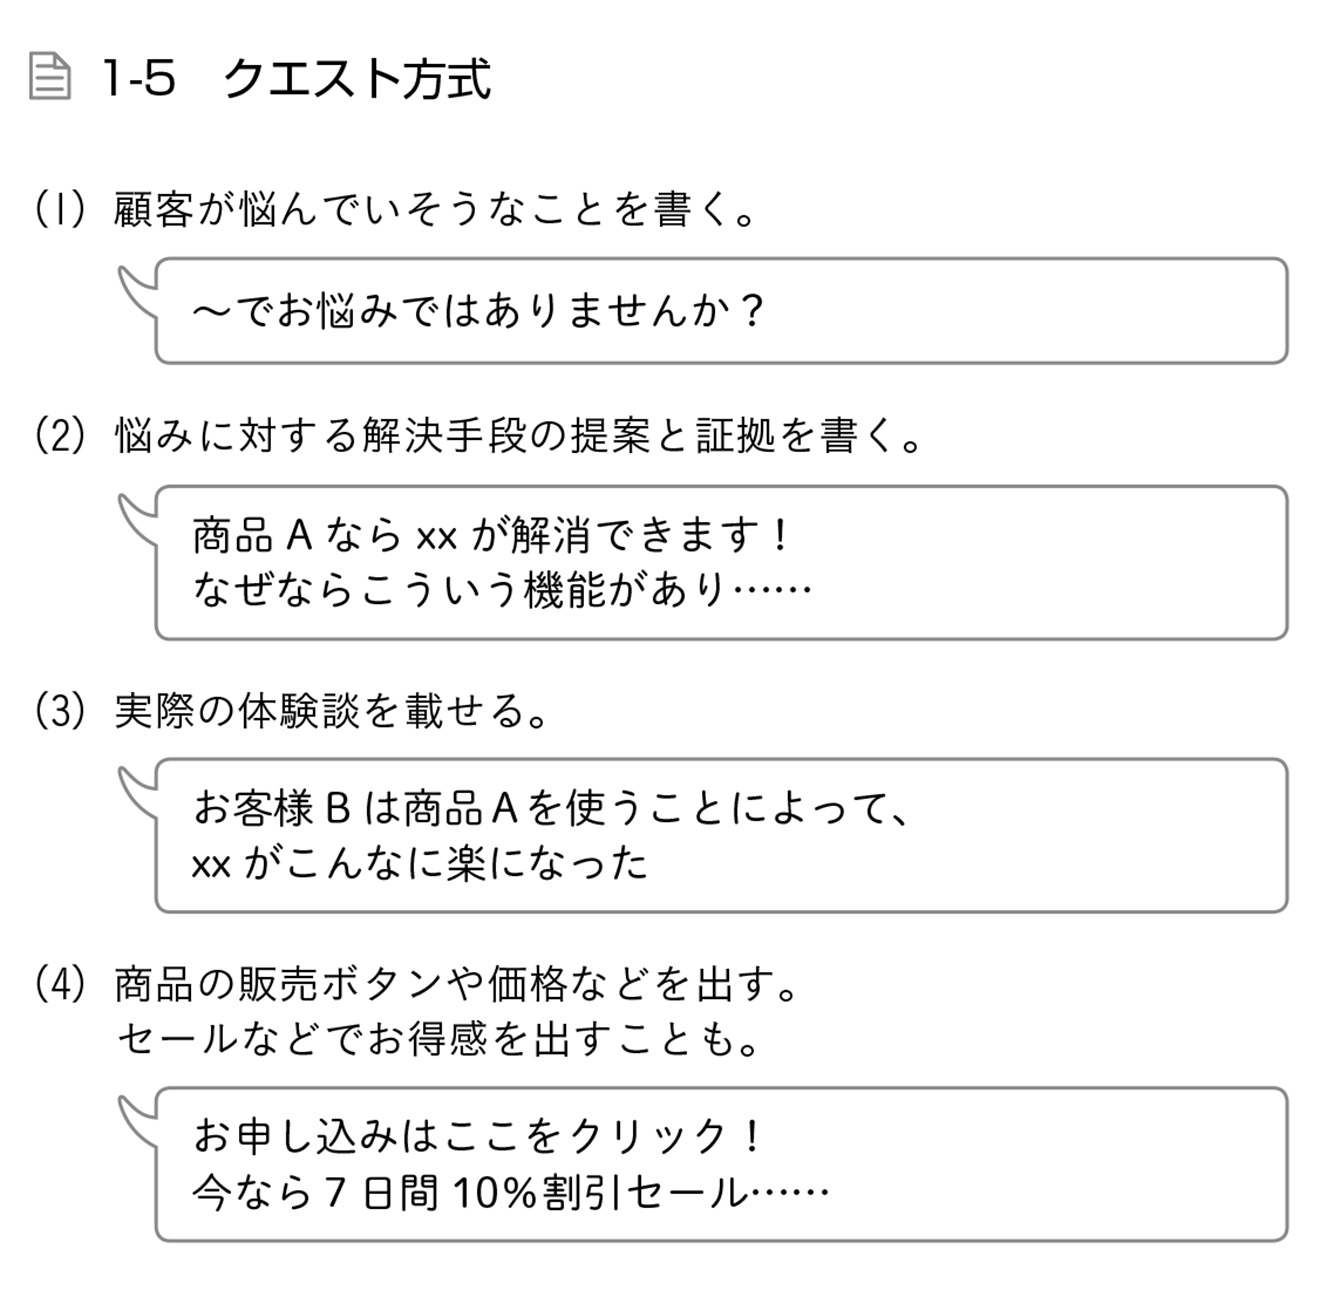 1-5　クエスト方式
（1）顧客が悩んでいそうなことを書く。
～でお悩みではありませんか？
（2）悩みに対する解決手段の提案と証拠を書く。
商品 A なら xx が解消できます！
なぜならこういう機能があり……
（3）実際の体験談を載せる。
お客様 B は商品Aを使うことによって、
xx がこんなに楽になった
（4）商品の販売ボタンや価格などを出す。
セールなどでお得感を出すことも。
お申し込みはここをクリック！
今なら 7 日間 10%割引セール……